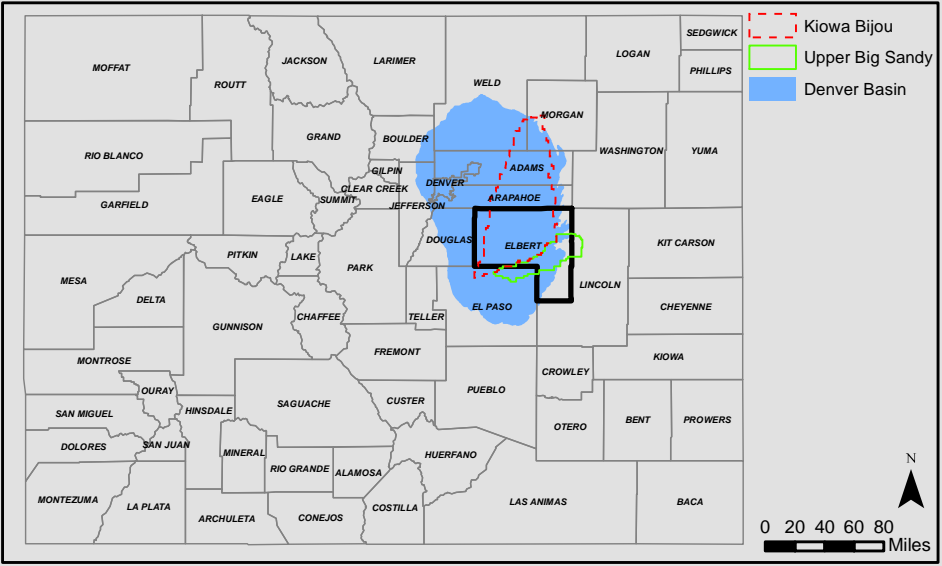 Kiowa Bijou
Upper Big Sandy
Denver Basin
SEDGWICK
LOGAN
PHILLIPS
JACKSON
LARIMER
MOFFAT
ROUTT
WELD
MORGAN
GRAND
BOULDER
WASHINGTON
YUMA
RIO BLANCO
GILPIN
ADAMS
DENVER
CLEAR CREEK
EAGLE
SUMMIT
ARAPAHOE
GARFIELD
JEFFERSON
DOUGLAS
ELBERT
KIT CARSON
PITKIN
LAKE
PARK
MESA
LINCOLN
DELTA
EL PASO
CHEYENNE
GUNNISON
CHAFFEE
TELLER
FREMONT
MONTROSE
KIOWA
CROWLEY
OURAY
PUEBLO
SAGUACHE
CUSTER
HINSDALE
SAN MIGUEL
BENT
PROWERS
OTERO
DOLORES
SAN JUAN
MINERAL
HUERFANO
RIO GRANDE
ALAMOSA
N
MONTEZUMA
LA PLATA
COSTILLA
LAS ANIMAS
BACA
ARCHULETA
CONEJOS
0 20 40 60 80
Miles